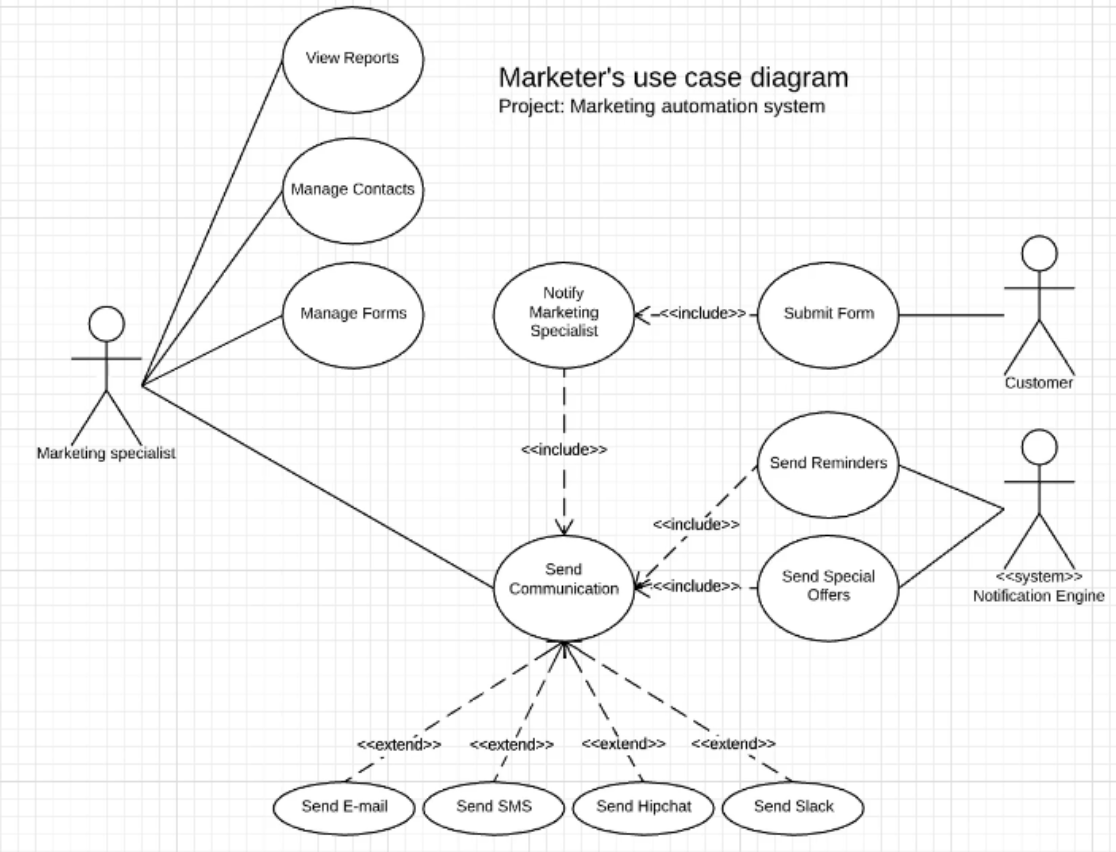 View Reports
Marketer's use case diagram
Project: Marketing automation system
Manage Contacts
Manage Forms
Notify
Marketing
Specialist
<<include>>
Submit Form
Customer
Marketing specialist
<<include>>
Send Reminders
<<include>>
Send
Communication
<<include>>
Send Special
Offers
<<system>>
Notification Engine
<<extend>>
<<extend>>
<<extend>>
<<extend>>
Send E-mail
Send SMS
Send Hipchat
Send Slack